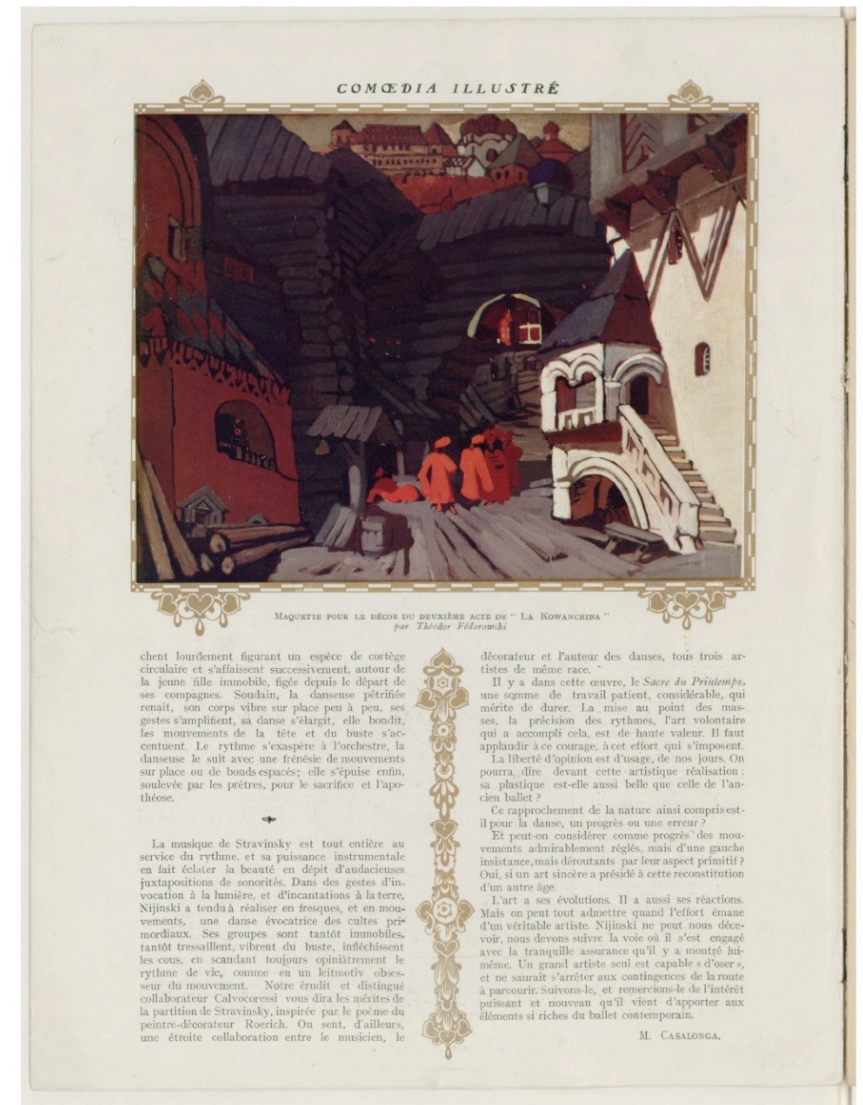 COMŒDIA ILLUSTRÉ
MAQUETTE POUR LE DÉCOR DU DEUXIÈME ACTE DE " LA KOWANCHINA "
par Théodor Fédorowski
chent lourdement figurant un espèce de cortège
circulaire et s'affaissent successivement, autour de
la jeune fille immobile, figée depuis le départ de
ses compagnes. Soudain, la danseuse pétrifiée
renait, son corps vibre sur place peu à peu, ses
gestes s'amplifient, sa danse s'élargit, elle bondit,
les mouvements de la tête et du buste s'ac-
centuent. Le rythme s'exaspère à l'orchestre, la
danseuse le suit avec une frénésie de mouvements
sur place ou de bonds espacés; elle s'épuise enfin,
soulevée par les prêtres, pour le sacrifice et l'apo-
théose.
La musique de Stravinsky est tout entière au
service du rythme, et sa puissance instrumentale
en fait éclater la beauté en dépit d'audacieuses
juxtapositions de sonorités. Dans des gestes d'in-
vocation à la lumière, et d'incantations à la terre,
Nijinski a tendu à réaliser en fresques, et en mou-
vements, une danse évocatrice des cultes pri-
mordiaux. Ses groupes sont tantôt immobiles,
tantôt tressaillent, vibrent du buste, infléchissent
les cous, en scandant toujours opiniâtrement le
rythme de vie, comme en un leitmotiv obses-
seur du mouvement. Notre érudit et distingué
collaborateur Calvocoressi vous dira les mérites de
la partition de Stravinsky, inspirée par le poème du
peintre-décorateur Roerich. On sent, d'ailleurs,
une étroite collaboration entre le musicien, le
décorateur et l'auteur des danses, tous trois ar-
tistes de même race.
Il y a dans cette œuvre, le Sacre du Printemps,
une somme de travail patient, considérable, qui
mérite de durer. La mise au point des mas-
ses, la précision des rythmes, l'art volontaire
qui a accompli cela, est de haute valeur. Il faut
applaudir à ce courage, à cet effort qui s'imposent.
La liberté d'opinion est d'usage, de nos jours. On
pourra dire devant cette artistique réalisation :
sa plastique est-elle aussi belle que celle de l'an-
cien ballet ?
Ce rapprochement de la nature ainsi compris est-
il pour la danse, un progrès ou une erreur ?
Et peut-on considérer comme progrès des mou-
vements admirablement réglés, mais d'une gauche
insistance, mais déroutants par leur aspect primitif ?
Oui, si un art sincère a présidé à cette reconstitution
d'un autre âge.
L'art a ses évolutions. Il a aussi ses réactions.
Mais on peut tout admettre quand l'effort émane
d'un véritable artiste. Nijinski ne peut nous déce-
voir, nous devons suivre la voie où il s'est engagé
avec la tranquille assurance qu'il y a montré lui-
même. Un grand artiste seul est capable « d'oser »,
et ne saurait s'arrêter aux contingences de la route
à parcourir. Suivons-le, et remercions-le de l'intérêt
puissant et nouveau qu'il vient d'apporter aux
éléments si riches du ballet contemporain.
M. CASALONGA.